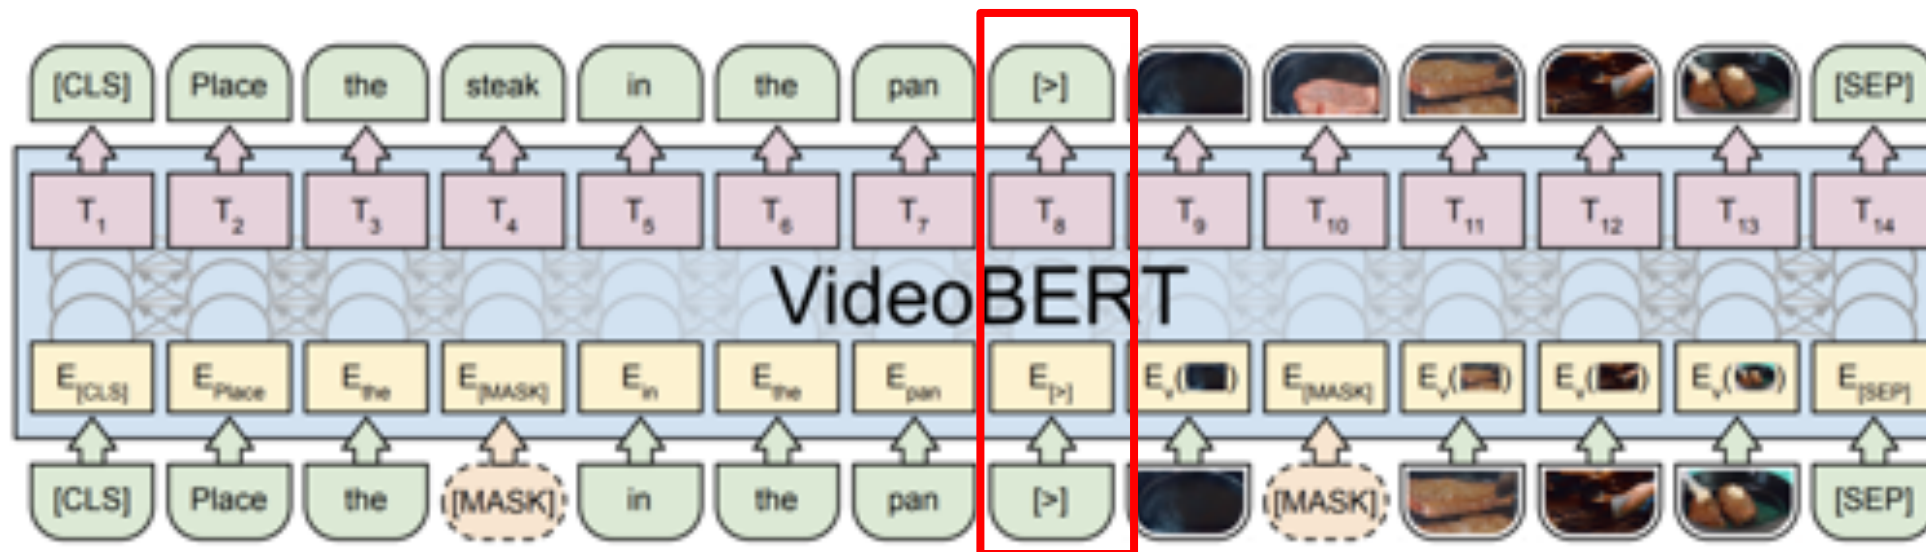 [CLS] Place the steak in the pan [>] [SEP]
T1 T2 T3 T4 T5 T6 T7 T8 T9 T10 T11 T12 T13 T14
VideoBERT
E[CLS] EPlace Ethe E[MASK] Ein Ethe Epan E[>] Ev( ) E[MASK] Ev( ) Ev( ) Ev( ) E[SEP]
[CLS] Place the [MASK] in the pan [>] [MASK] [SEP]